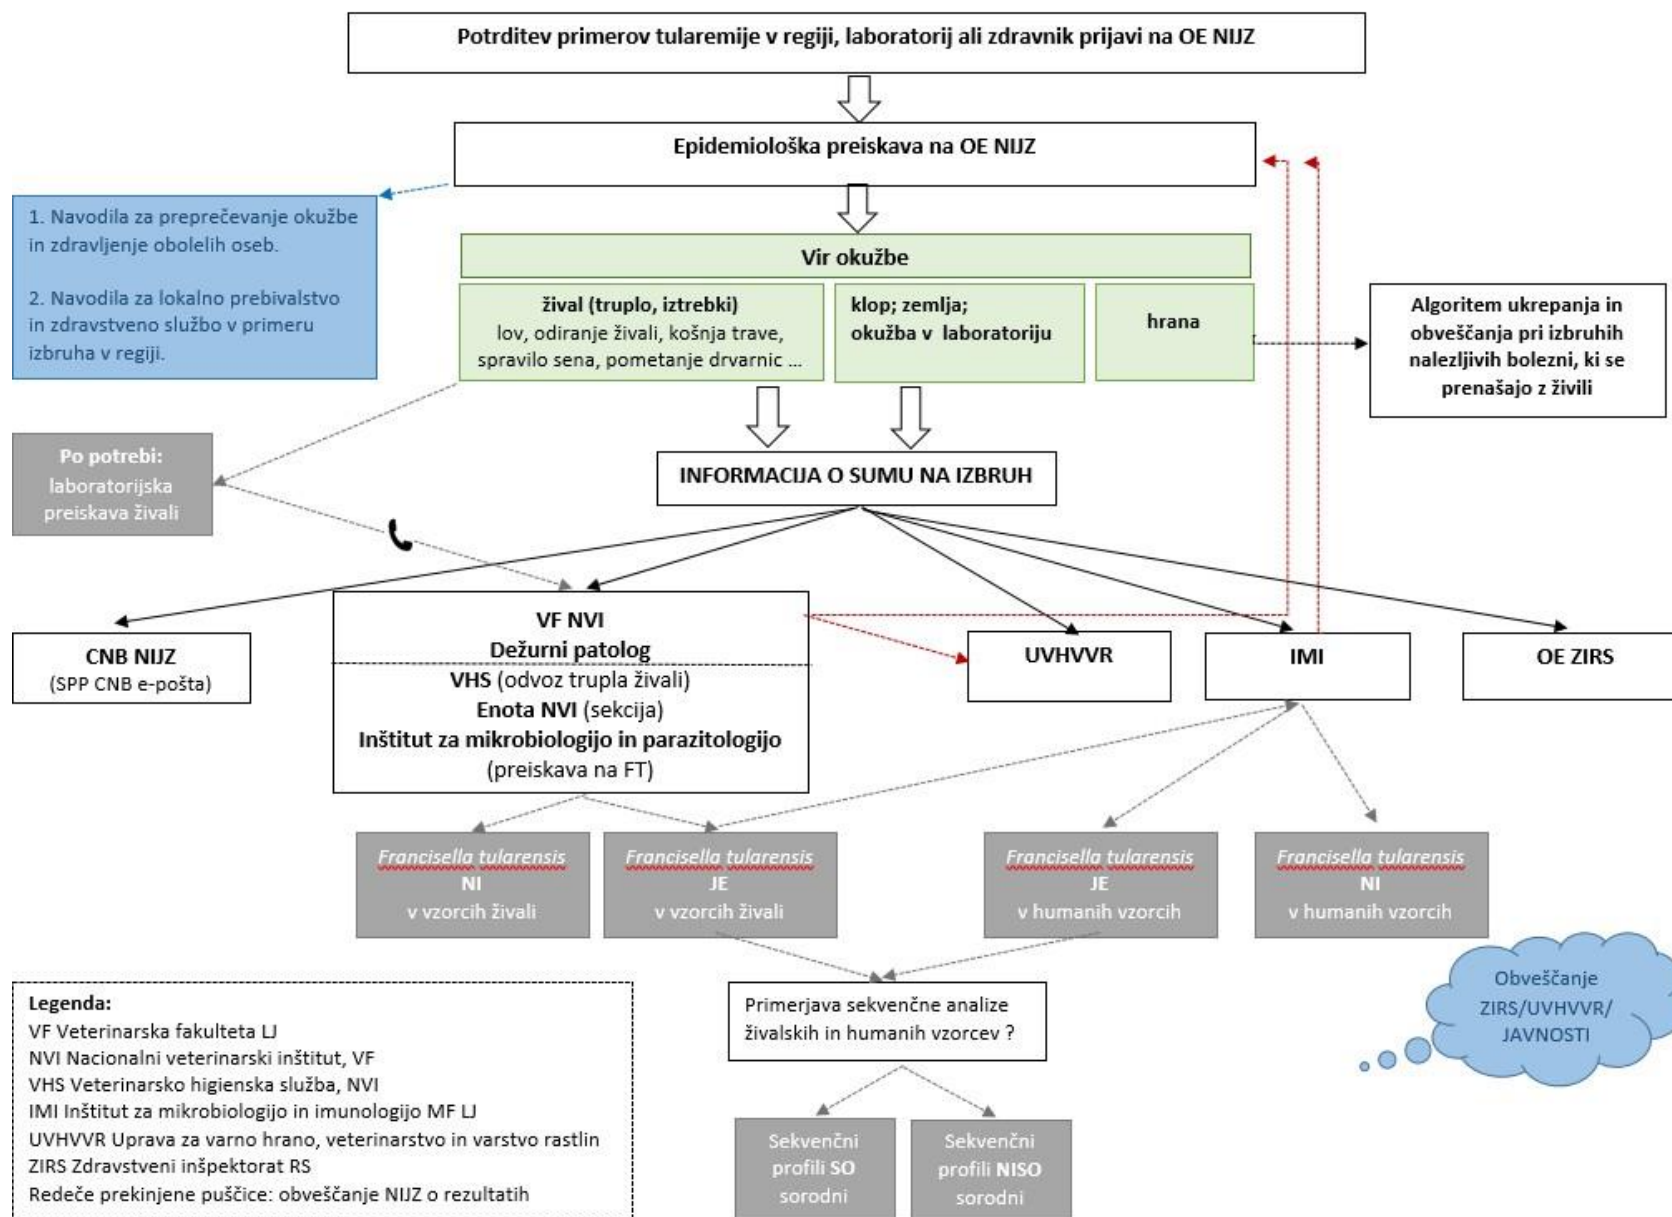 Potrditev primerov tularemije v regiji, laboratorij ali zdravnik prijavi na OE NIJZ
Epidemiološka preiskava na OE NIJZ
1. Navodila za preprečevanje okužbe
in zdravljenje obolelih oseb.
2. Navodila za lokalno prebivalstvo
in zdravstveno službo v primeru
izbruha v regiji.
Vir okužbe
žival (truplo, iztrebki)
lov, odiranje živali, košnja trave,
spravilo sena, pometanje drvarnic ...
klop; zemlja;
okužba v laboratoriju
hrana
Algoritem ukrepanja in
obveščanja pri izbruhih
nalezljivih bolezni, ki se
prenašajo z živili
Po potrebi:
laboratorijska
preiskava živali
INFORMACIJA O SUMU NA IZBRUH
CNB NIJZ
(SPP CNB e-pošta)
VF NVI
Dežurni patolog
VHS (odvoz trupla živali)
Enota NVI (sekcija)
Inštitut za mikrobiologijo in parazitologijo
(preiskava na FT)
UVHVVR
IMI
OE ZIRS
Francisella tularensis
NI
v vzorcih živali
Francisella tularensis
JE
v vzorcih živali
Francisella tularensis
JE
v humanih vzorcih
Francisella tularensis
NI
v humanih vzorcih
Primerjava sekvenčne analize
živalskih in humanih vzorcev ?
Sekvenčni
profili SO
sorodni
Sekvenčni
profili NISO
sorodni
Obveščanje
ZIRS/UVHVVR/
JAVNOSTI
Legenda:
VF Veterinarska fakulteta LJ
NVI Nacionalni veterinarski inštitut, VF
VHS Veterinarsko higienska služba, NVI
IMI Inštitut za mikrobiologijo in imunologijo MF LJ
UVHVVR Uprava za varno hrano, veterinarstvo in varstvo rastlin
ZIRS Zdravstveni inšpektorat RS
Redeče prekinjene puščice: obveščanje NIJZ o rezultatih